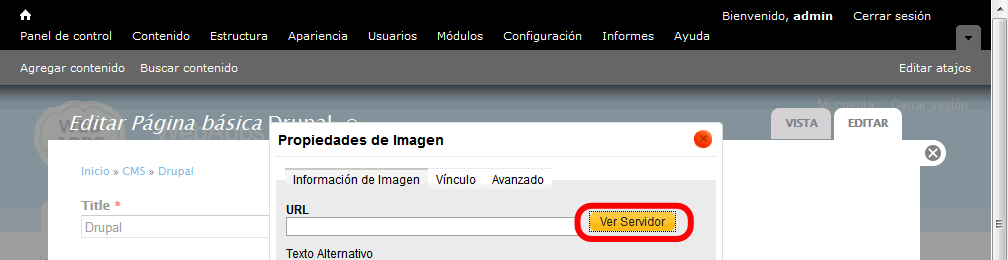 Bienvenido, admin Cerrar sesión
Panel de control Contenido Estructura Apariencia Usuarios Módulos Configuración Informes Ayuda
Agregar contenido Buscar contenido Editar atajos
Mi cuenta Cerrar sesión
Editar Página básica Drupal
VISTA EDITAR
Propiedades de Imagen
Inicio » CMS » Drupal
Información de Imagen Vínculo Avanzado
Title *
URL
Ver Servidor
Drupal
Texto Alternativo